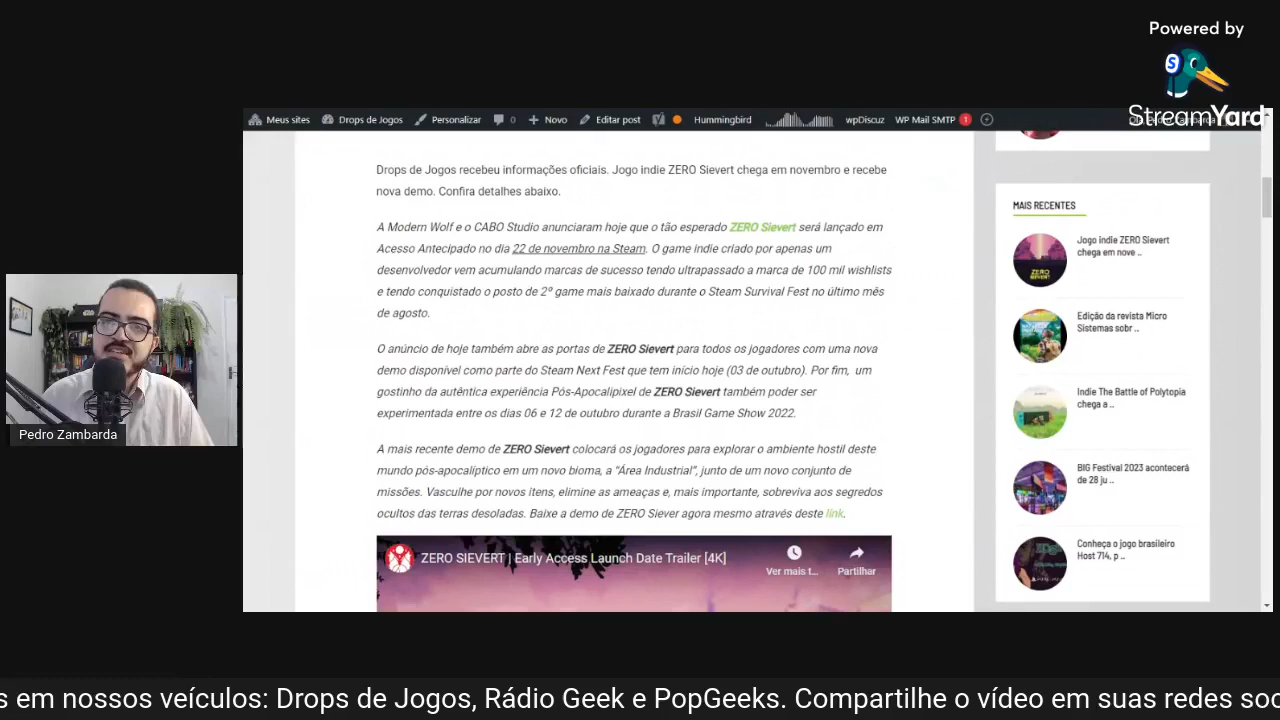 Powered by
StreamYard
Meus sites
Drops de Jogos
Personalizar
0
Novo
Editar post
Hummingbird
wpDiscuz
WP Mail SMTP
1
Drops de Jogos recebeu informações oficiais. Jogo indie ZERO Sievert chega em novembro e recebe
nova demo. Confira detalhes abaixo.
A Modern Wolf e o CABO Studio anunciaram hoje que o tão esperado ZERO Sievert será lançado em
Acesso Antecipado no dia 22 de novembro na Steam. O game indie criado por apenas um
desenvolvedor vem acumulando marcas de sucesso tendo ultrapassado a marca de 100 mil wishlists
e tendo conquistado o posto de 2º game mais baixado durante o Steam Survival Fest no último mês
de agosto.
O anúncio de hoje também abre as portas de ZERO Sievert para todos os jogadores com uma nova
demo disponível como parte do Steam Next Fest que tem início hoje (03 de outubro). Por fim, um
gostinho da autêntica experiência Pós-Apocalipixel de ZERO Sievert também poder ser
experimentada entre os dias 06 e 12 de outubro durante a Brasil Game Show 2022.
A mais recente demo de ZERO Sievert colocará os jogadores para explorar o ambiente hostil deste
mundo pós-apocalíptico em um novo bioma, a "Área Industrial", junto de um novo conjunto de
missões. Vasculhe por novos itens, elimine as ameaças e, mais importante, sobreviva aos segredos
ocultos das terras desoladas. Baixe a demo de ZERO Siever agora mesmo através deste link.
ZERO SIEVERT | Early Access Launch Date Trailer [4K]
Ver mais t...
Partilhar
MAIS RECENTES
Jogo indie ZERO Sievert
chega em nove ..
ZERO
SIEVERT
Edição da revista Micro
Sistemas sobr ..
Indie The Battle of Polytopia
chega a ..
BIG Festival 2023 acontecerá
de 28 ju ..
Conheça o jogo brasileiro
Host 714, p ..
Pedro Zambarda
s em nossos veículos: Drops de Jogos, Rádio Geek e PopGeeks. Compartilhe o vídeo em suas redes soc